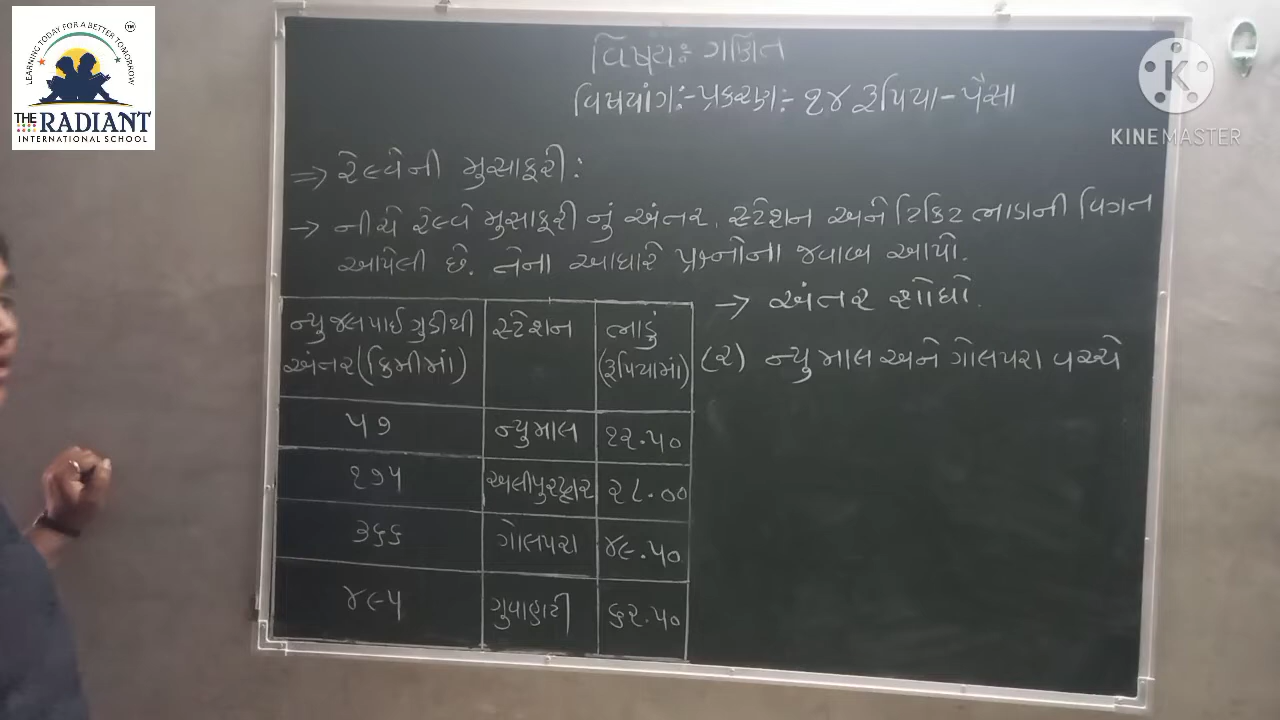 LEARNING TODAY FOR A BETTER TOMORROW
TM
THE RADIANT
INTERNATIONAL SCHOOL
K
KINEMASTER
વિષય:- ગણિત
વિષયાંગ:- પ્રકરણ:- ૧૪ રૂપિયા - પૈસા
⇒ રેલ્વેની મુસાફરી :
→ નીચે રેલ્વે મુસાફરી નું અંતર, સ્ટેશન અને ટિકિટ ભાડાની વિગત
આપેલી છે. તેના આધારે પ્રશ્નોના જવાબ આપો.
ન્યુ જલપાઈ ગુડીથી અંતર (કિમીમાં) સ્ટેશન ભાડું (રૂપિયામાં)
૫૭ ન્યુમાલ ૧૨.૫૦
૧૭૫ અલીપુરદ્વાર ૨૮.૦૦
૩૬૬ ગોલપરા ૪૯.૫૦
૪૯૫ ગુવાહાટી ૬૨.૫૦
→ અંતર શોધો.
(૨) ન્યુ માલ અને ગોલપરા વચ્ચે